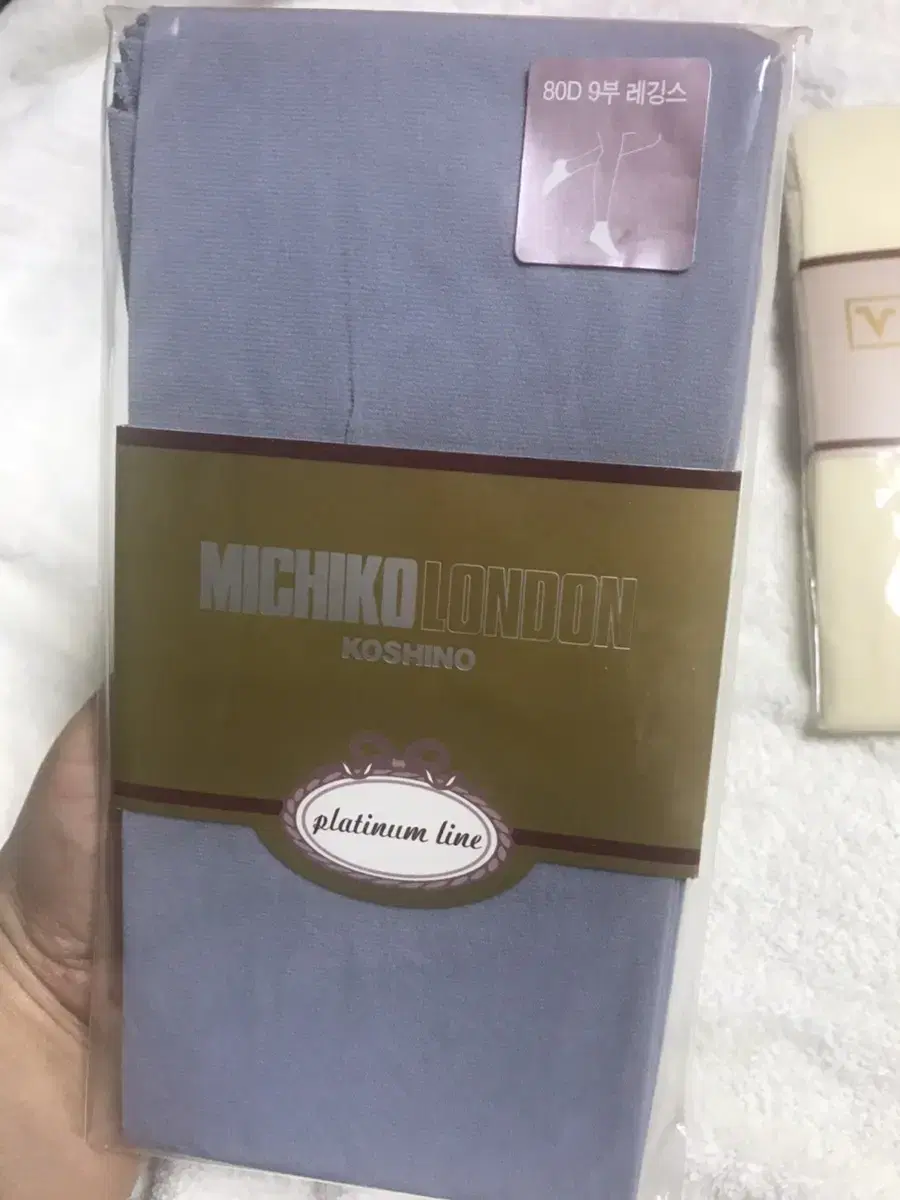 80D 9부 레깅스
MICHIKO LONDON
KOSHINO
platinum line